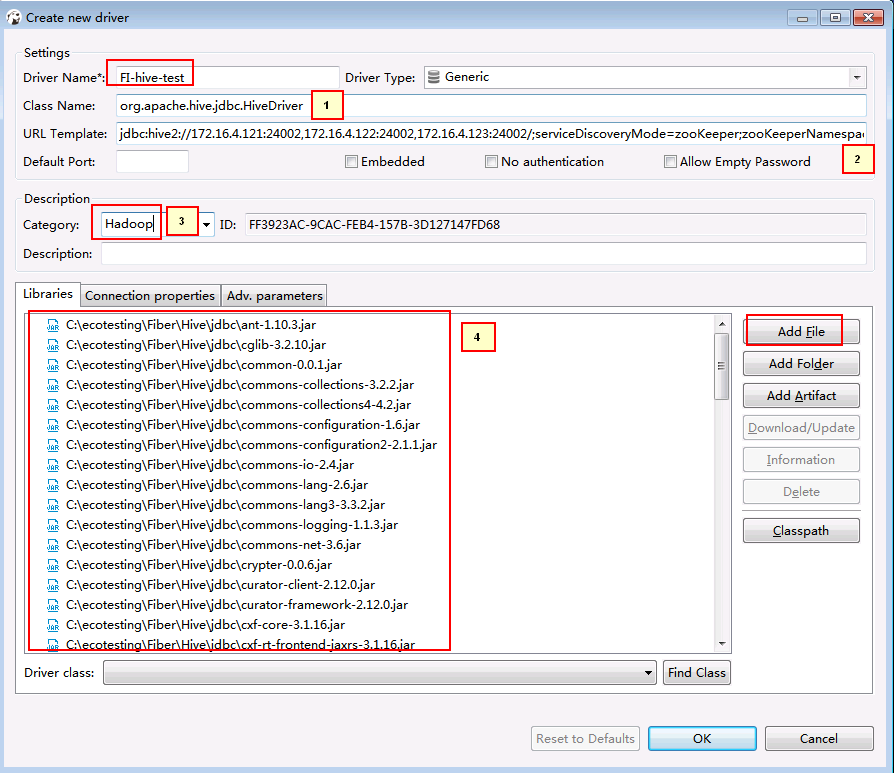 Create new driver
Settings
Driver Name*: FI-hive-test Driver Type: Generic
Class Name: org.apache.hive.jdbc.HiveDriver 1
URL Template: jdbc:hive2://172.16.4.121:24002,172.16.4.122:24002,172.16.4.123:24002/;serviceDiscoveryMode=zooKeeper;zooKeeperNamespac
Default Port: Embedded No authentication Allow Empty Password 2
Description
Category: Hadoop 3 ID: FF3923AC-9CAC-FEB4-157B-3D127147FD68
Description:
Libraries Connection properties Adv. parameters
C:\ecotesting\Fiber\Hive\jdbc\ant-1.10.3.jar
C:\ecotesting\Fiber\Hive\jdbc\cglib-3.2.10.jar
C:\ecotesting\Fiber\Hive\jdbc\common-0.0.1.jar
C:\ecotesting\Fiber\Hive\jdbc\commons-collections-3.2.2.jar
C:\ecotesting\Fiber\Hive\jdbc\commons-collections4-4.2.jar
C:\ecotesting\Fiber\Hive\jdbc\commons-configuration-1.6.jar
C:\ecotesting\Fiber\Hive\jdbc\commons-configuration2-2.1.1.jar
C:\ecotesting\Fiber\Hive\jdbc\commons-io-2.4.jar
C:\ecotesting\Fiber\Hive\jdbc\commons-lang-2.6.jar
C:\ecotesting\Fiber\Hive\jdbc\commons-lang3-3.3.2.jar
C:\ecotesting\Fiber\Hive\jdbc\commons-logging-1.1.3.jar
C:\ecotesting\Fiber\Hive\jdbc\commons-net-3.6.jar
C:\ecotesting\Fiber\Hive\jdbc\crypter-0.0.6.jar
C:\ecotesting\Fiber\Hive\jdbc\curator-client-2.12.0.jar
C:\ecotesting\Fiber\Hive\jdbc\curator-framework-2.12.0.jar
C:\ecotesting\Fiber\Hive\jdbc\cxf-core-3.1.16.jar
C:\ecotesting\Fiber\Hive\jdbc\cxf-rt-frontend-jaxrs-3.1.16.jar
4
Add File
Add Folder
Add Artifact
Download/Update
Information
Delete
Classpath
Driver class: Find Class
Reset to Defaults OK Cancel